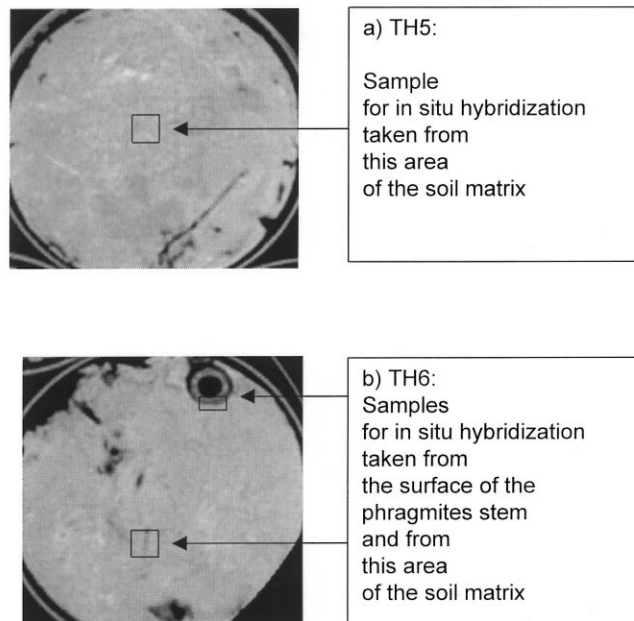 a) TH5:
Sample
for in situ hybridization
taken from
this area
of the soil matrix
b) TH6:
Samples
for in situ hybridization
taken from
the surface of the
phragmites stem
and from
this area
of the soil matrix